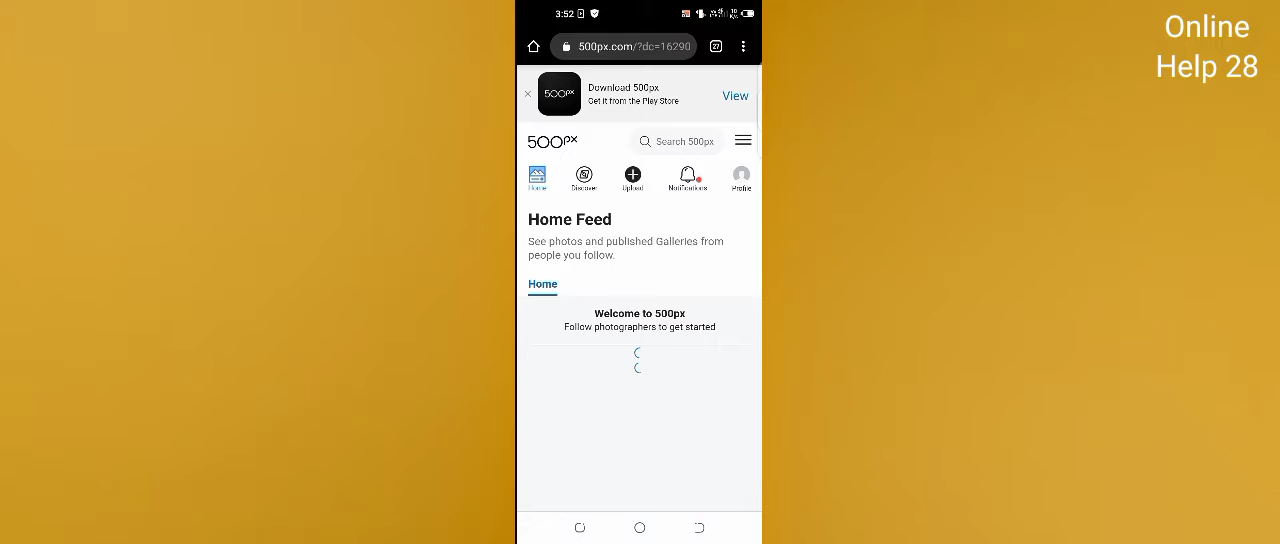 Online
Help 28
3:52
500px.com/?dc=16290
27
500px
Download 500px
Get it from the Play Store
View
500px
Search 500px
Home
Discover
Upload
Notifications
Profile
Home Feed
See photos and published Galleries from
people you follow.
Home
Welcome to 500px
Follow photographers to get started